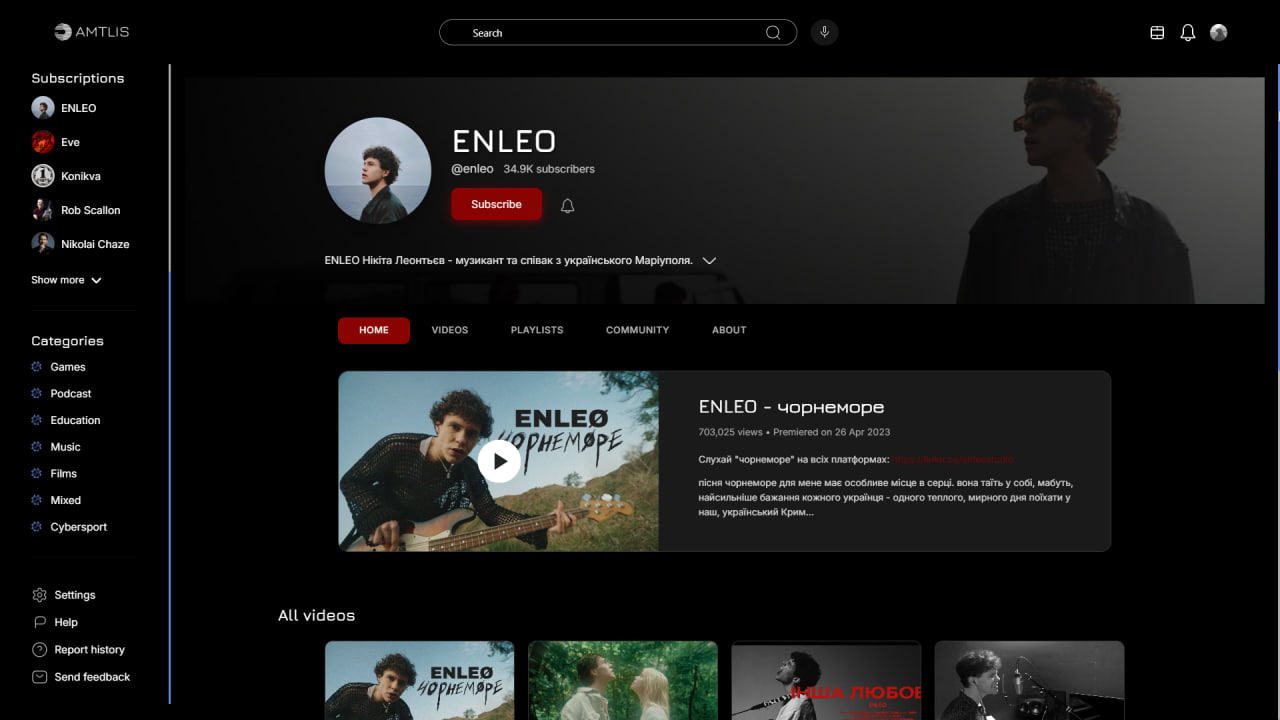 AMTLIS
Search
Subscriptions
ENLEO
Eve
Konikva
Rob Scallon
Nikolai Chaze
Show more
Categories
Games
Podcast
Education
Music
Films
Mixed
Cybersport
Settings
Help
Report history
Send feedback
ENLEO
@enleo 34.9K subscribers
Subscribe
ENLEO Нікіта Леонтьєв - музикант та співак з українського Маріуполя.
HOME VIDEOS PLAYLISTS COMMUNITY ABOUT
ENLEØ
ЧОРНЕМØРЕ
ENLEO - чорнеморе
703,025 views • Premiered on 26 Apr 2023
Слухай "чорнеморе" на всіх платформах:
пісня чорнеморе для мене має особливе місце в серці. вона таїть у собі, мабуть,
найсильніше бажання кожного українця - одного теплого, мирного дня поїхати у
наш, український Крим...
All videos
ENLEØ
ЧОРНЕМØРЕ
ІНША ЛЮБОВ